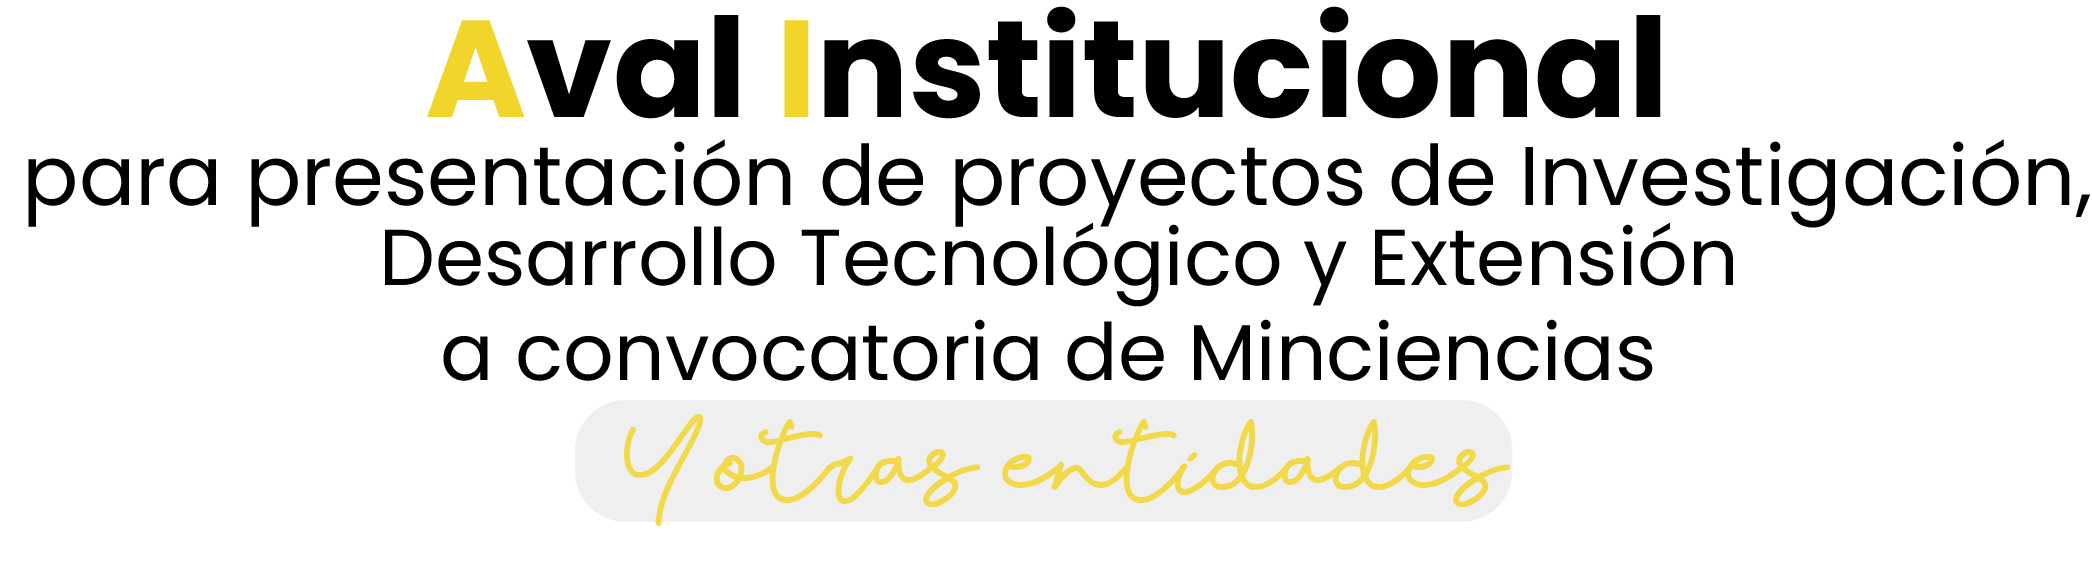 Aval Institucional
para presentación de proyectos de Investigación,
Desarrollo Tecnológico y Extensión
a convocatoria de Minciencias
Y otras entidades